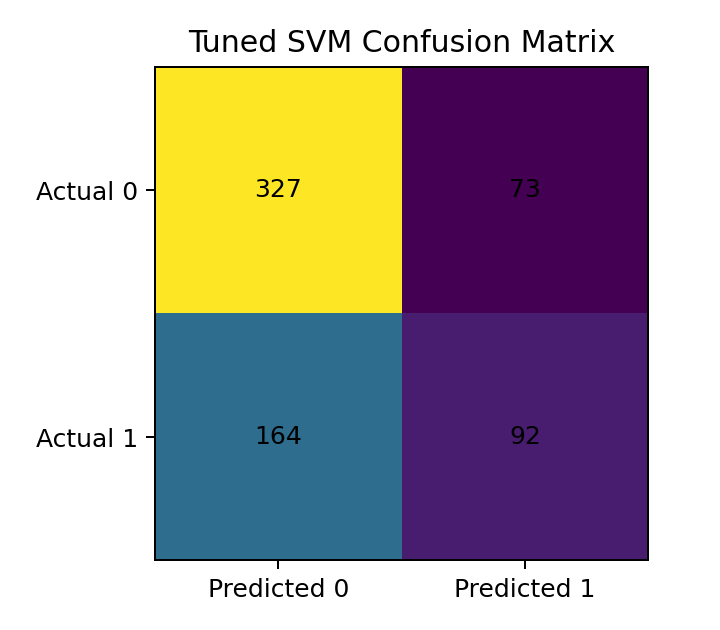 Tuned SVM Confusion Matrix
Actual 0
327
73
Actual 1
164
92
Predicted 0
Predicted 1